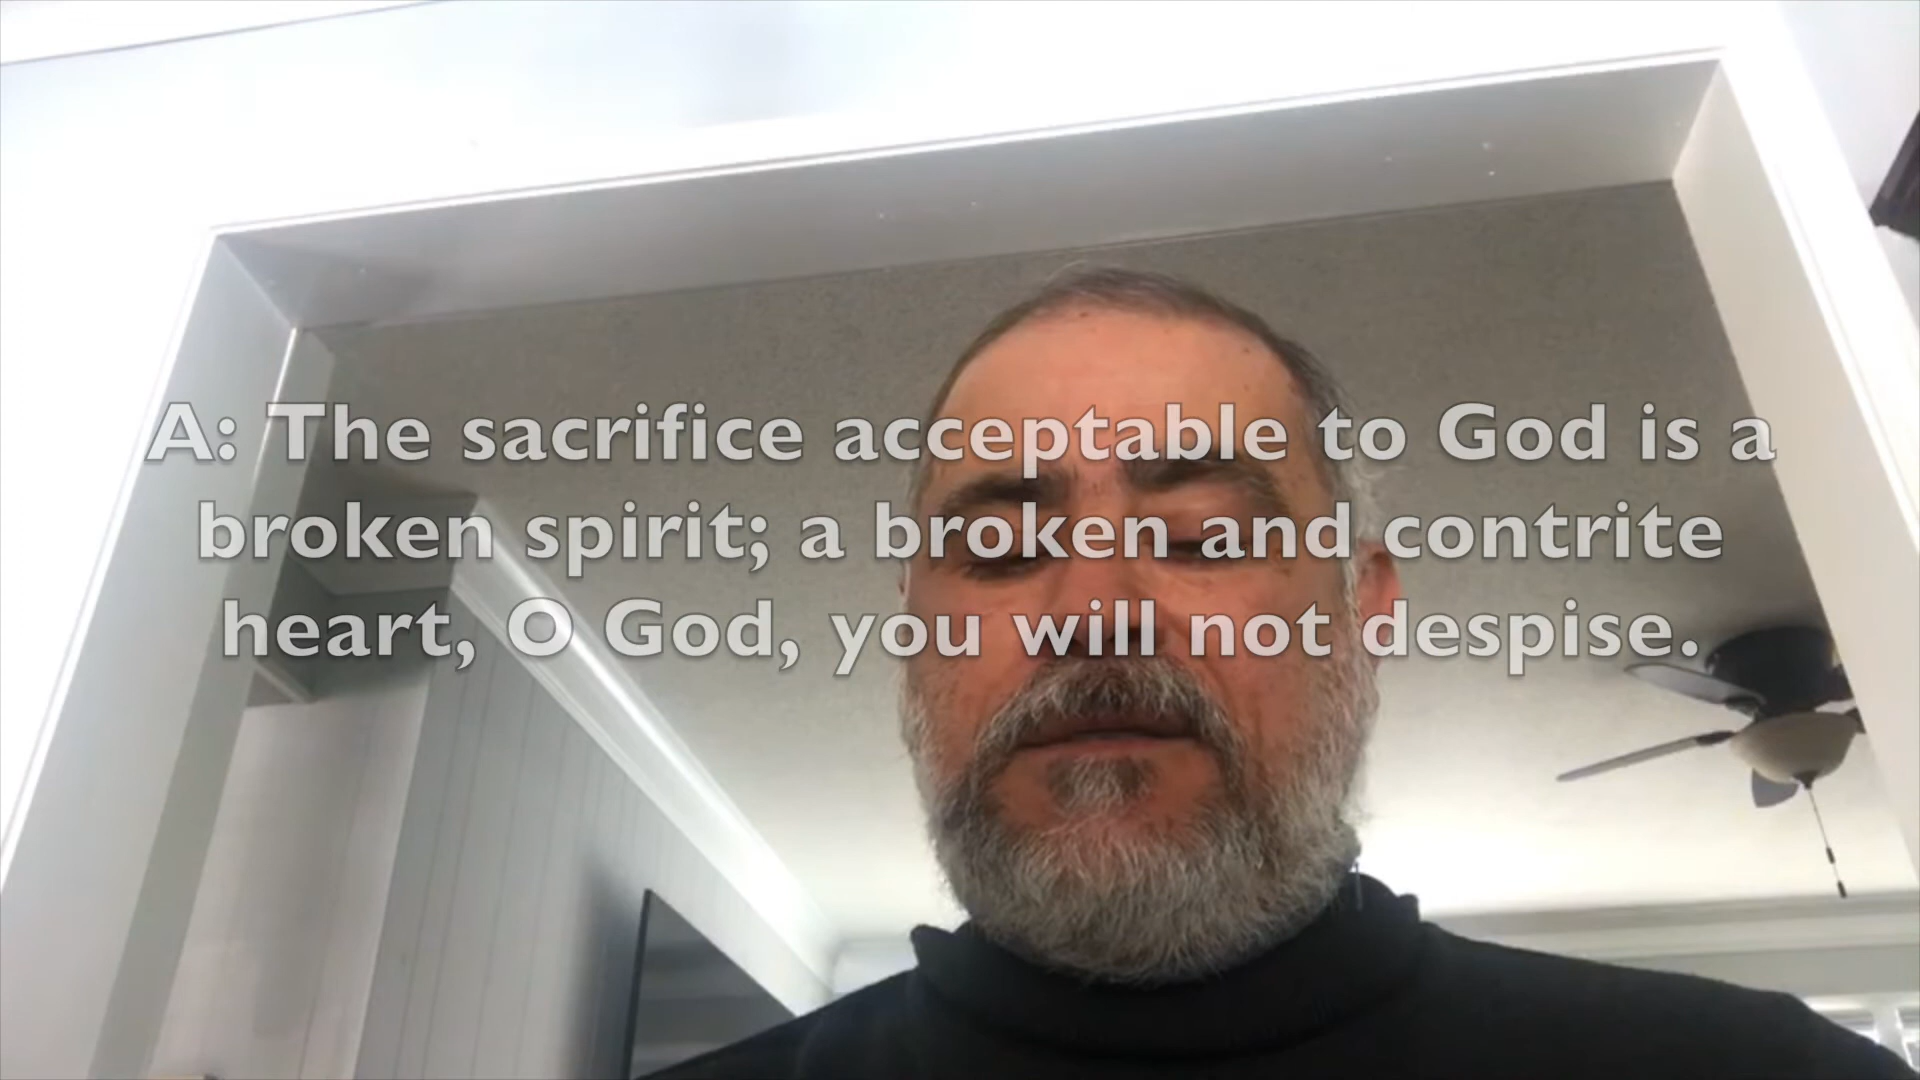 A: The sacrifice acceptable to God is a
broken spirit; a broken and contrite
heart, O God, you will not despise.